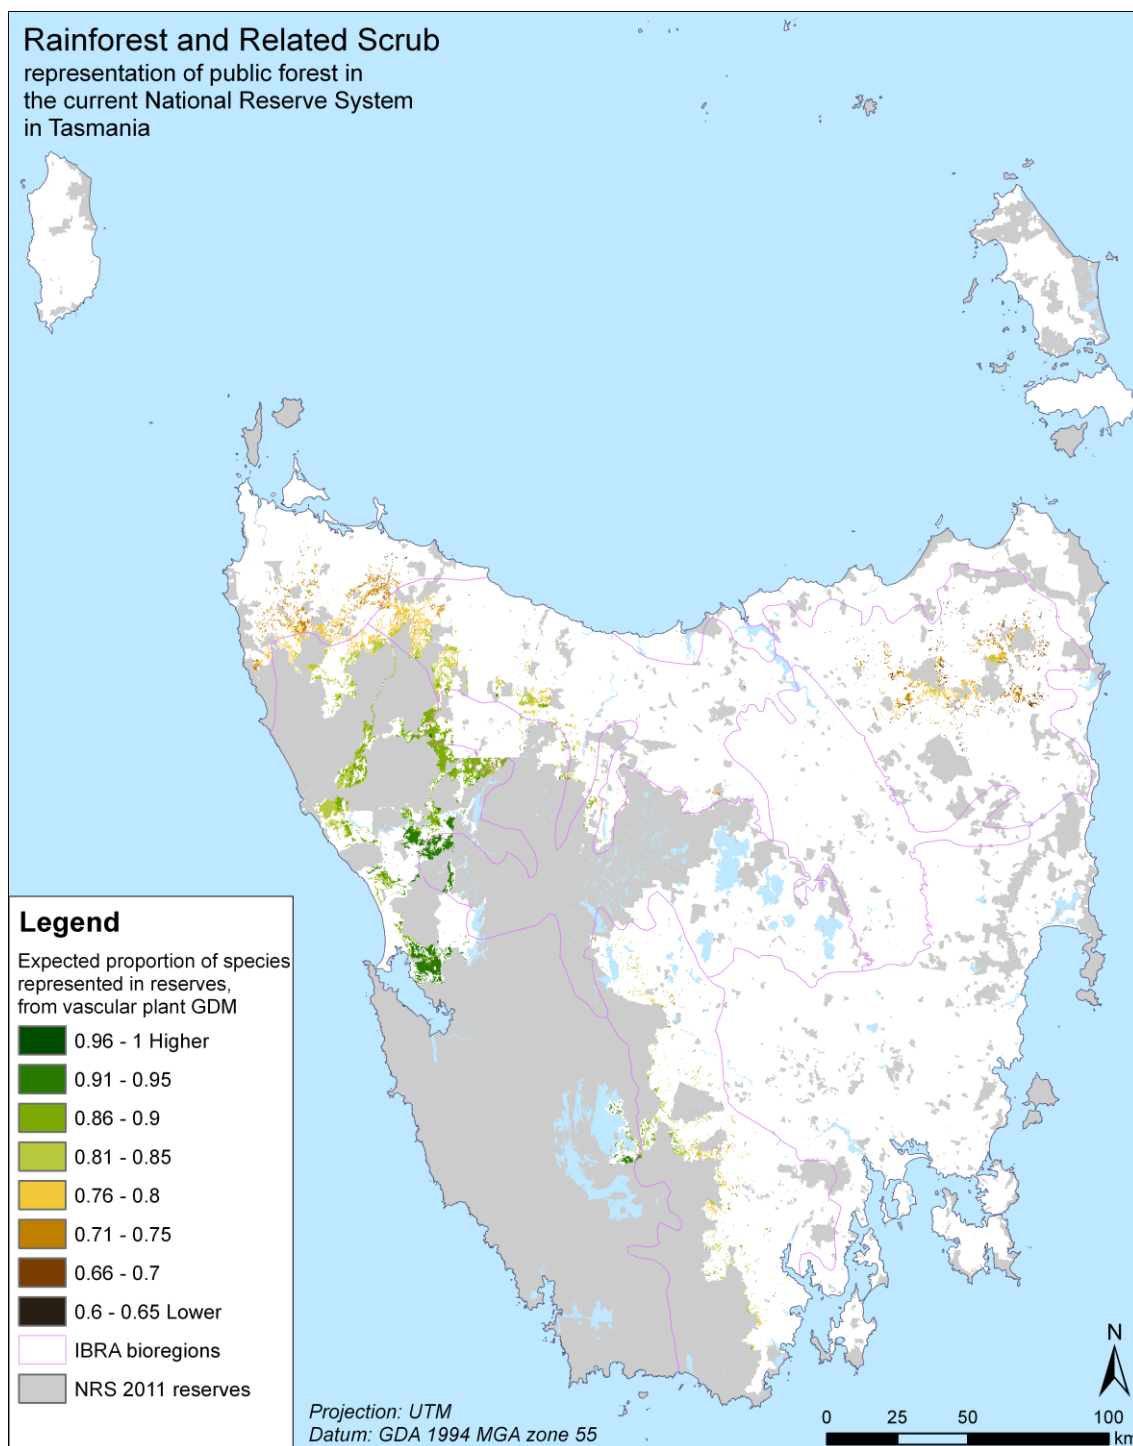 Rainforest and Related Scrub
representation of public forest in
the current National Reserve System
in Tasmania
Legend
Expected proportion of species
represented in reserves,
from vascular plant GDM
0.96 - 1 Higher
0.91 - 0.95
0.86 - 0.9
0.81 - 0.85
0.76 - 0.8
0.71 - 0.75
0.66 - 0.7
0.6 - 0.65 Lower
IBRA bioregions
NRS 2011 reserves
Projection: UTM
Datum: GDA 1994 MGA zone 55
N
0 25 50 100
km